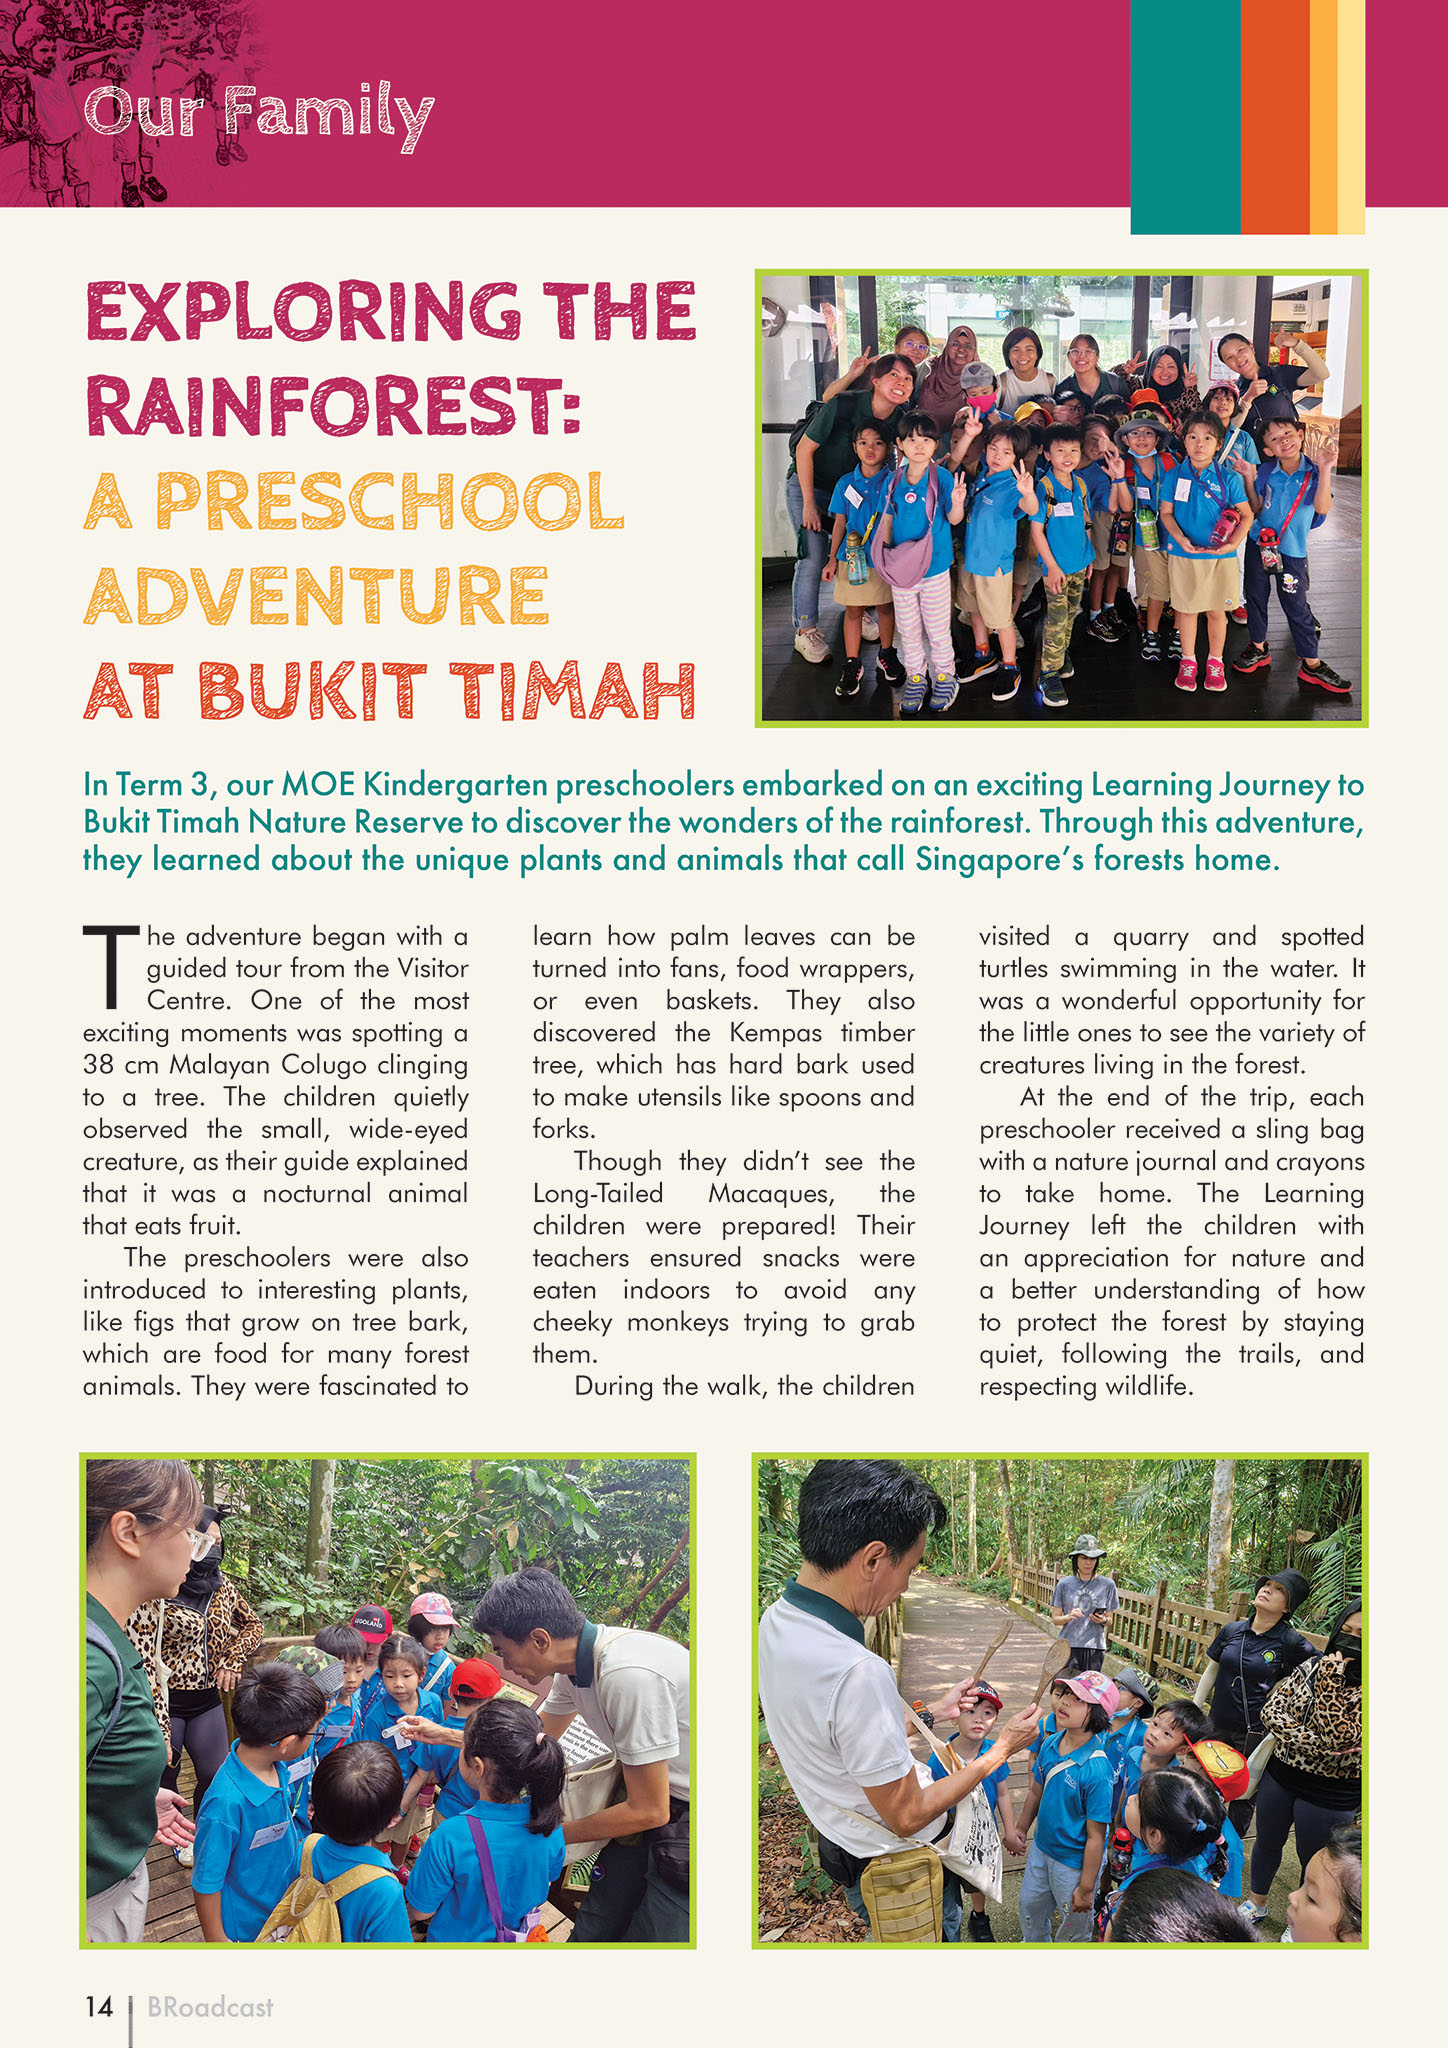 Our Family
EXPLORING THE
RAINFOREST:
A PRESCHOOL
ADVENTURE
AT BUKIT TIMAH
In Term 3, our MOE Kindergarten preschoolers embarked on an exciting Learning Journey to
Bukit Timah Nature Reserve to discover the wonders of the rainforest. Through this adventure,
they learned about the unique plants and animals that call Singapore's forests home.
The adventure began with a
guided tour from the Visitor
Centre. One of the most
exciting moments was spotting a
38 cm Malayan Colugo clinging
to a tree. The children quietly
observed the small, wide-eyed
creature, as their guide explained
that it was a nocturnal animal
that eats fruit.
The preschoolers were also
introduced to interesting plants,
like figs that grow on tree bark,
which are food for many forest
animals. They were fascinated to
learn how palm leaves can be
turned into fans, food wrappers,
or even baskets. They also
discovered the Kempas timber
tree, which has hard bark used
to make utensils like spoons and
forks.
Though they didn't see the
Long-Tailed Macaques, the
children were prepared! Their
teachers ensured snacks were
eaten indoors to avoid any
cheeky monkeys trying to grab
them.
During the walk, the children
visited a quarry and spotted
turtles swimming in the water. It
was a wonderful opportunity for
the little ones to see the variety of
creatures living in the forest.
At the end of the trip, each
preschooler received a sling bag
with a nature journal and crayons
to take home. The Learning
Journey left the children with
an appreciation for nature and
a better understanding of how
to protect the forest by staying
quiet, following the trails, and
respecting wildlife.
LEGOLAND
14
BRoadcast